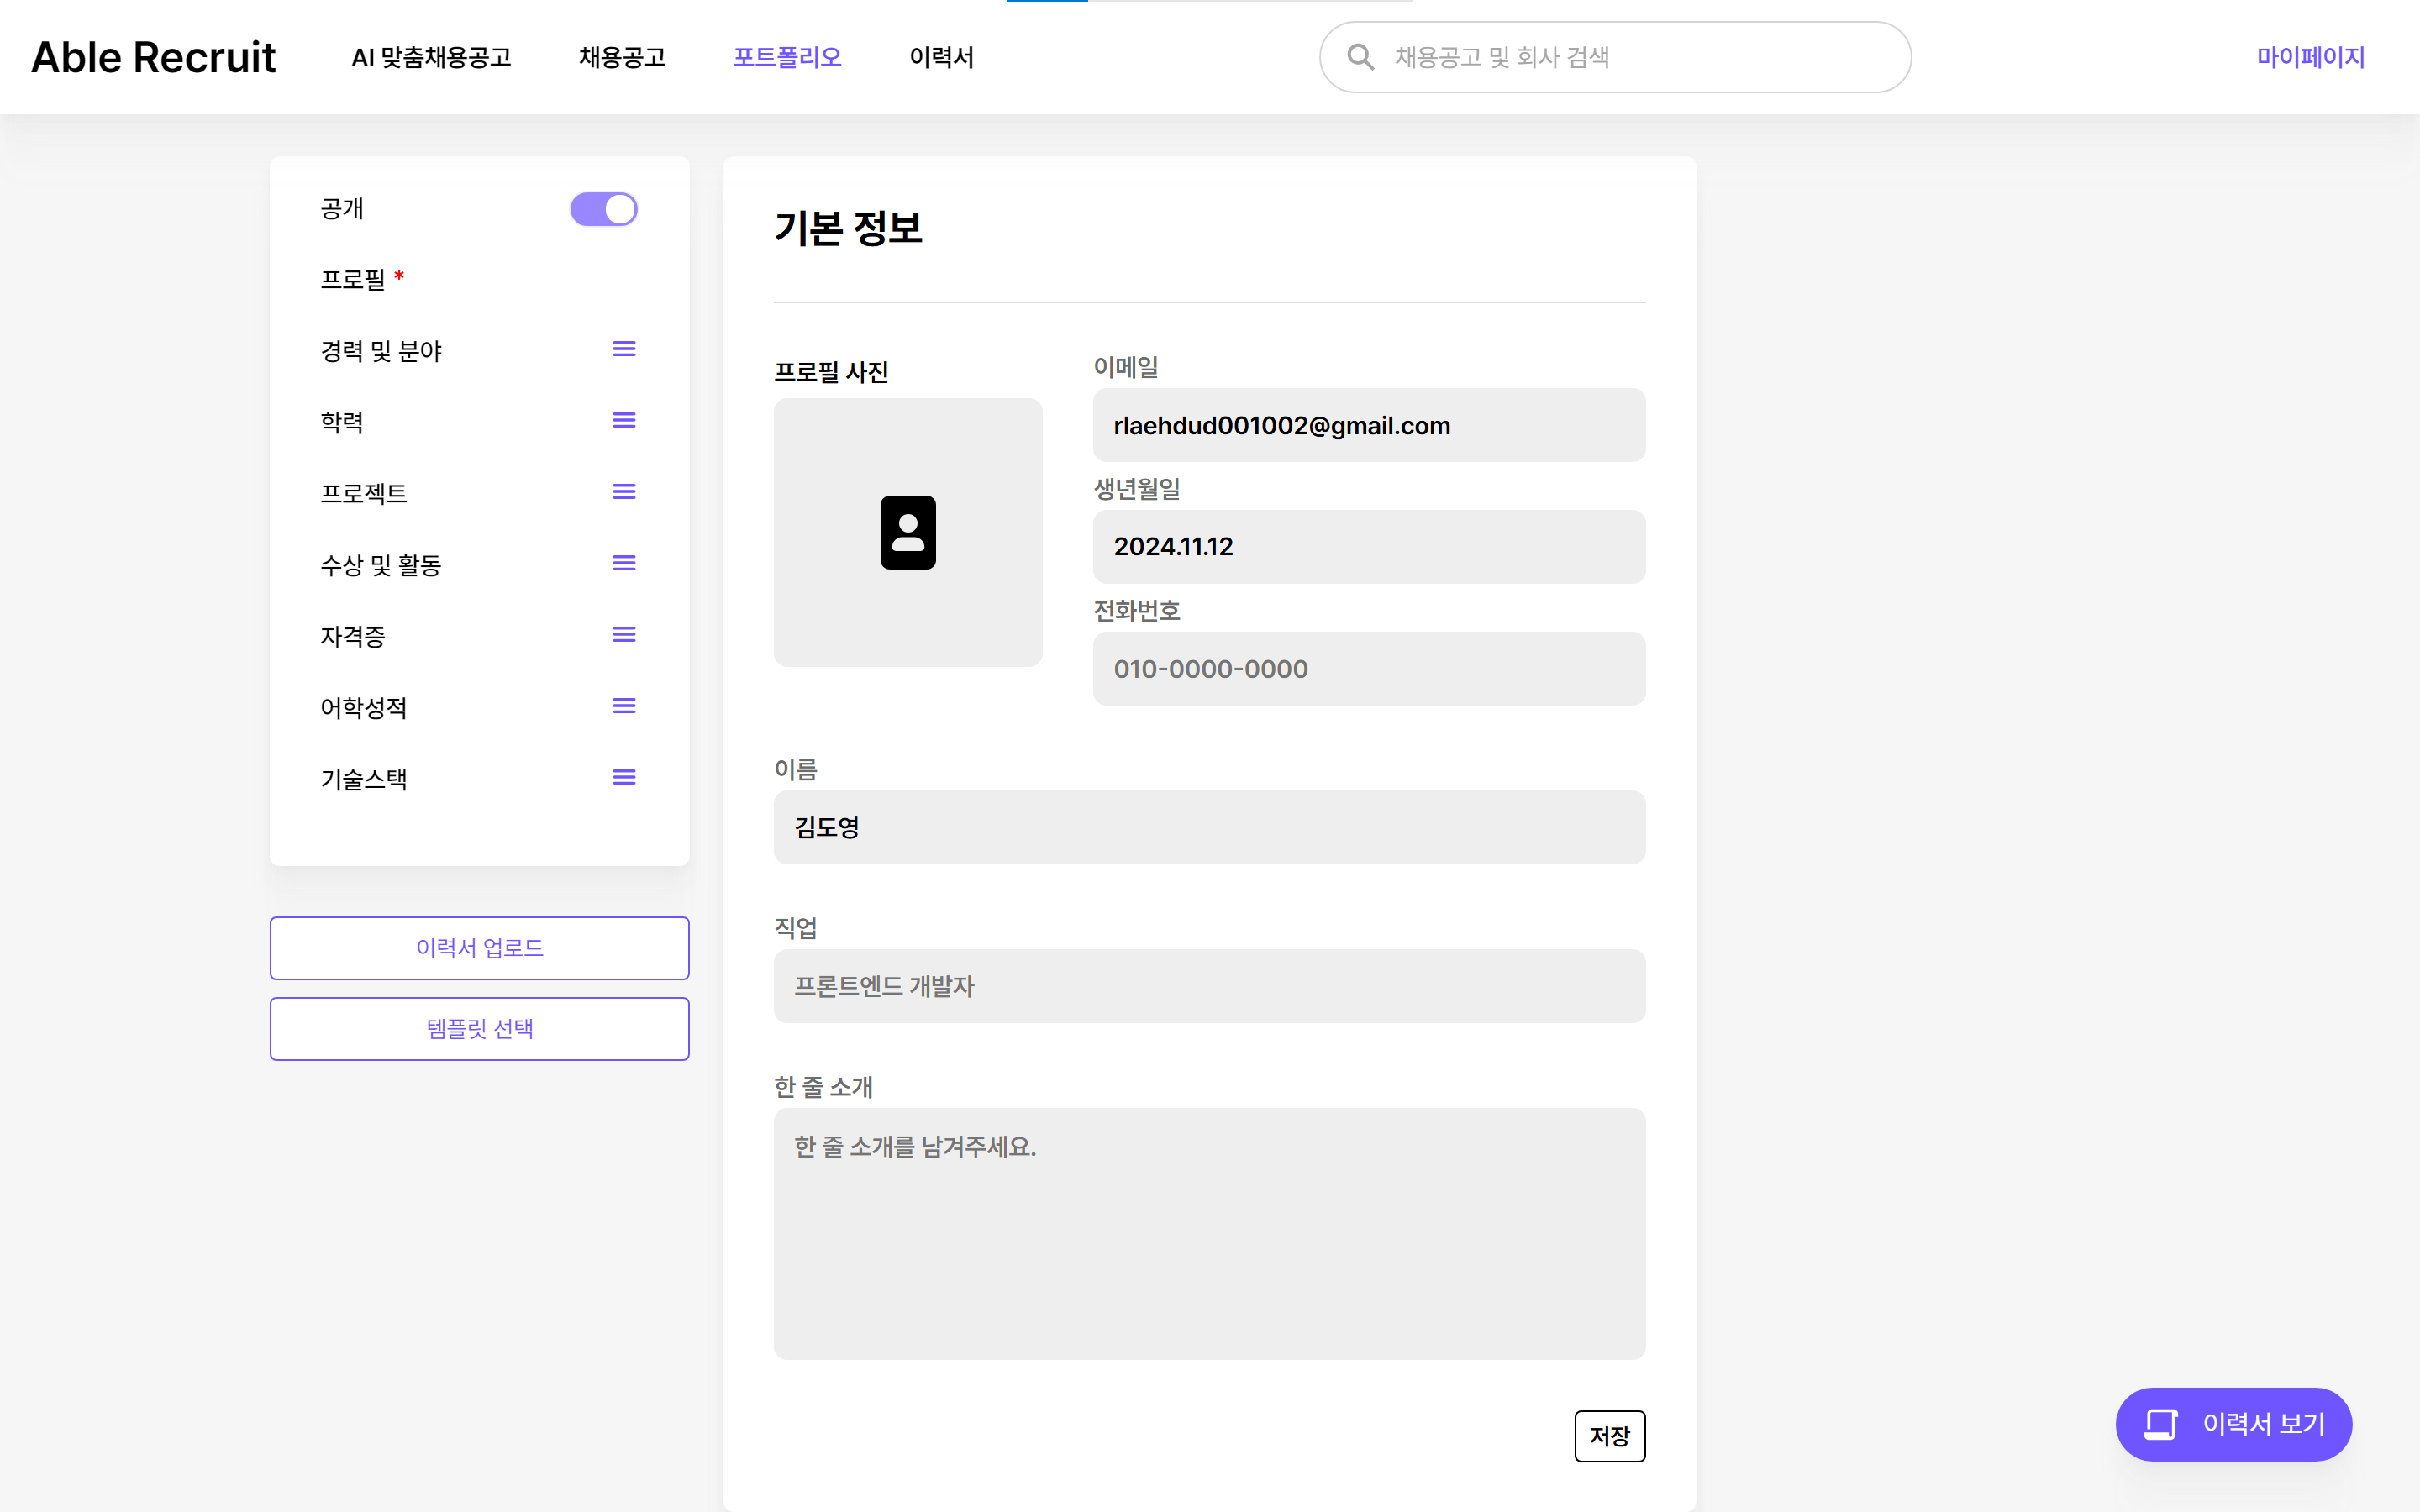 Able Recruit AI 맞춤채용공고 채용공고 포트폴리오 이력서 채용공고 및 회사 검색 마이페이지
공개
프로필 *
경력 및 분야
학력
프로젝트
수상 및 활동
자격증
어학성적
기술스택
이력서 업로드
템플릿 선택
기본 정보
프로필 사진
이메일
rlaehdud001002@gmail.com
생년월일
2024.11.12
전화번호
010-0000-0000
이름
김도영
직업
프론트엔드 개발자
한 줄 소개
한 줄 소개를 남겨주세요.
저장
이력서 보기